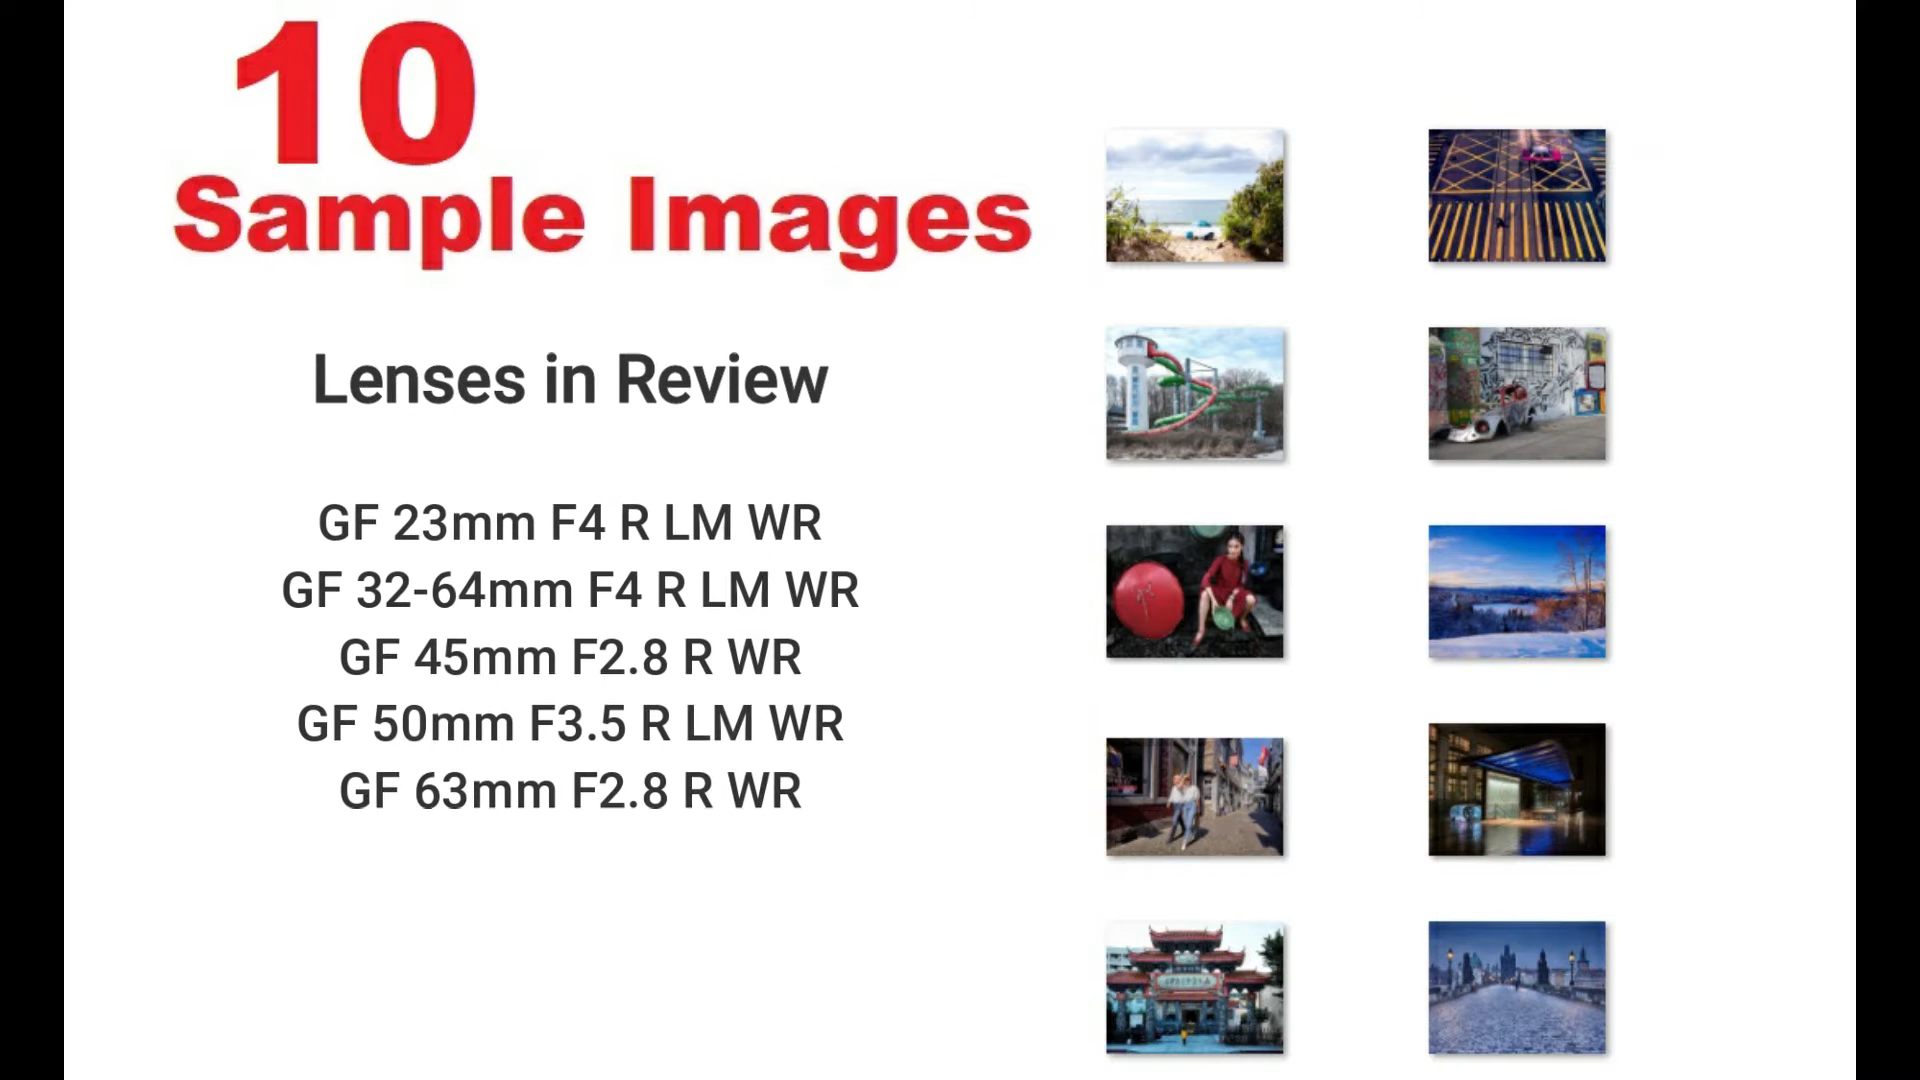 10
Sample Images
Lenses in Review
GF 23mm F4 R LM WR
GF 32-64mm F4 R LM WR
GF 45mm F2.8 R WR
GF 50mm F3.5 R LM WR
GF 63mm F2.8 R WR